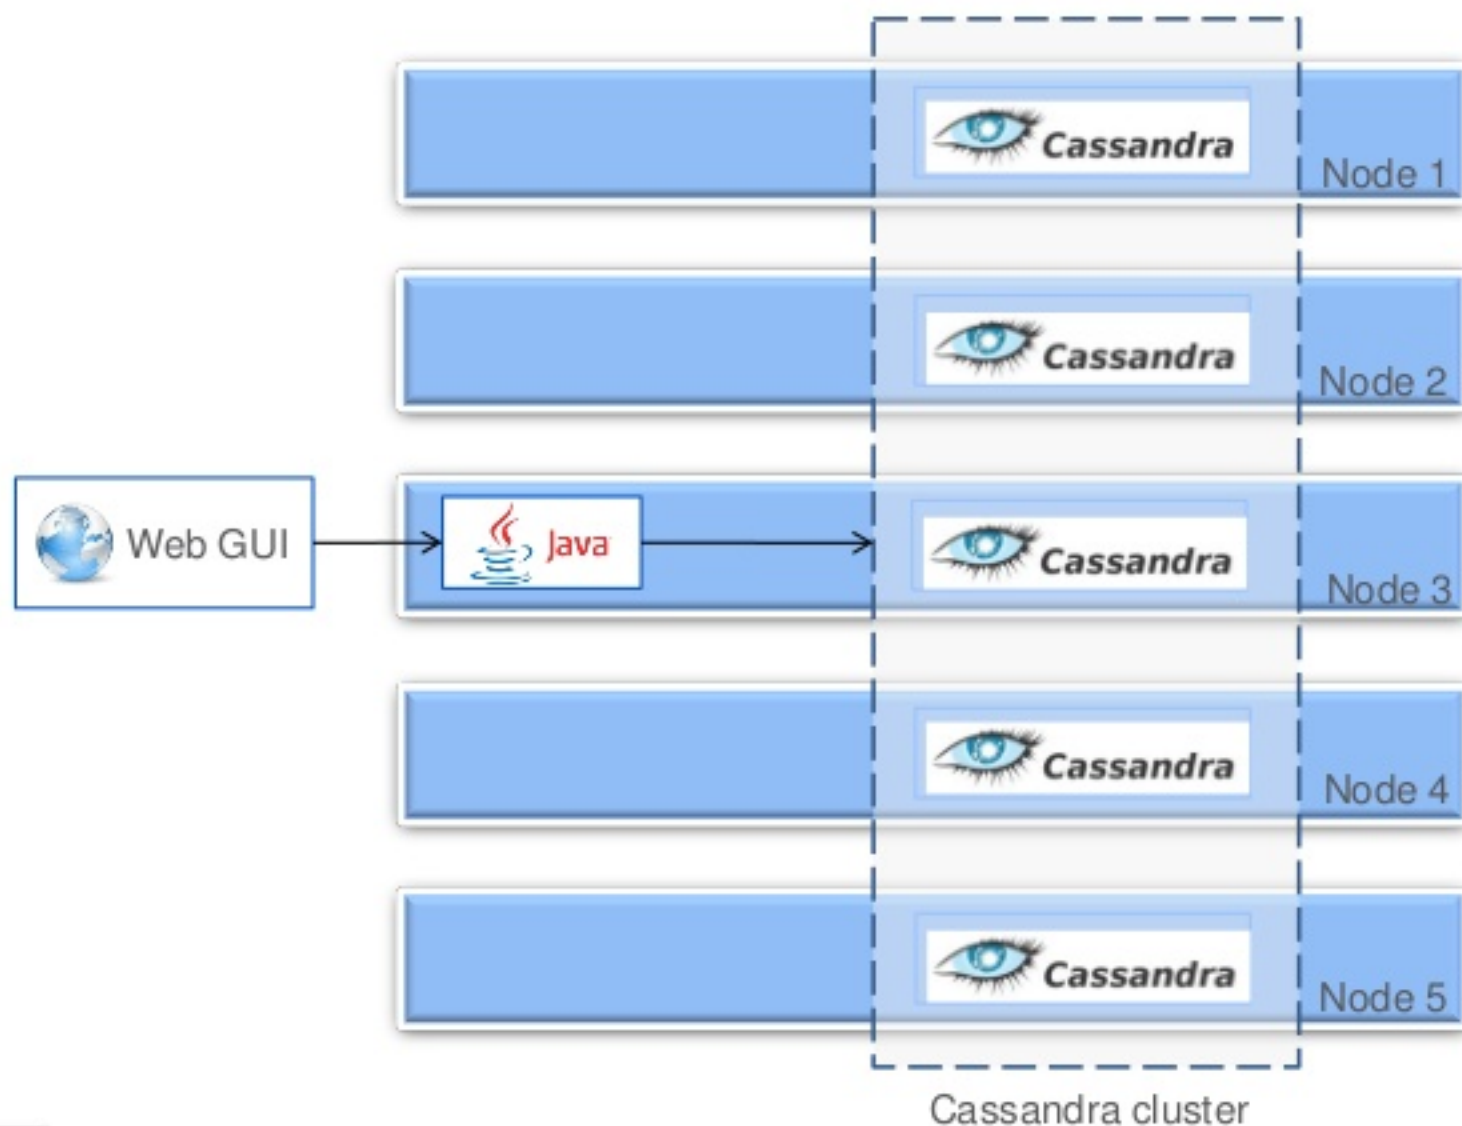 Cassandra
Node 1
Cassandra
Node 2
Web GUI
Java
Cassandra
Node 3
Cassandra
Node 4
Cassandra
Node 5
Cassandra cluster